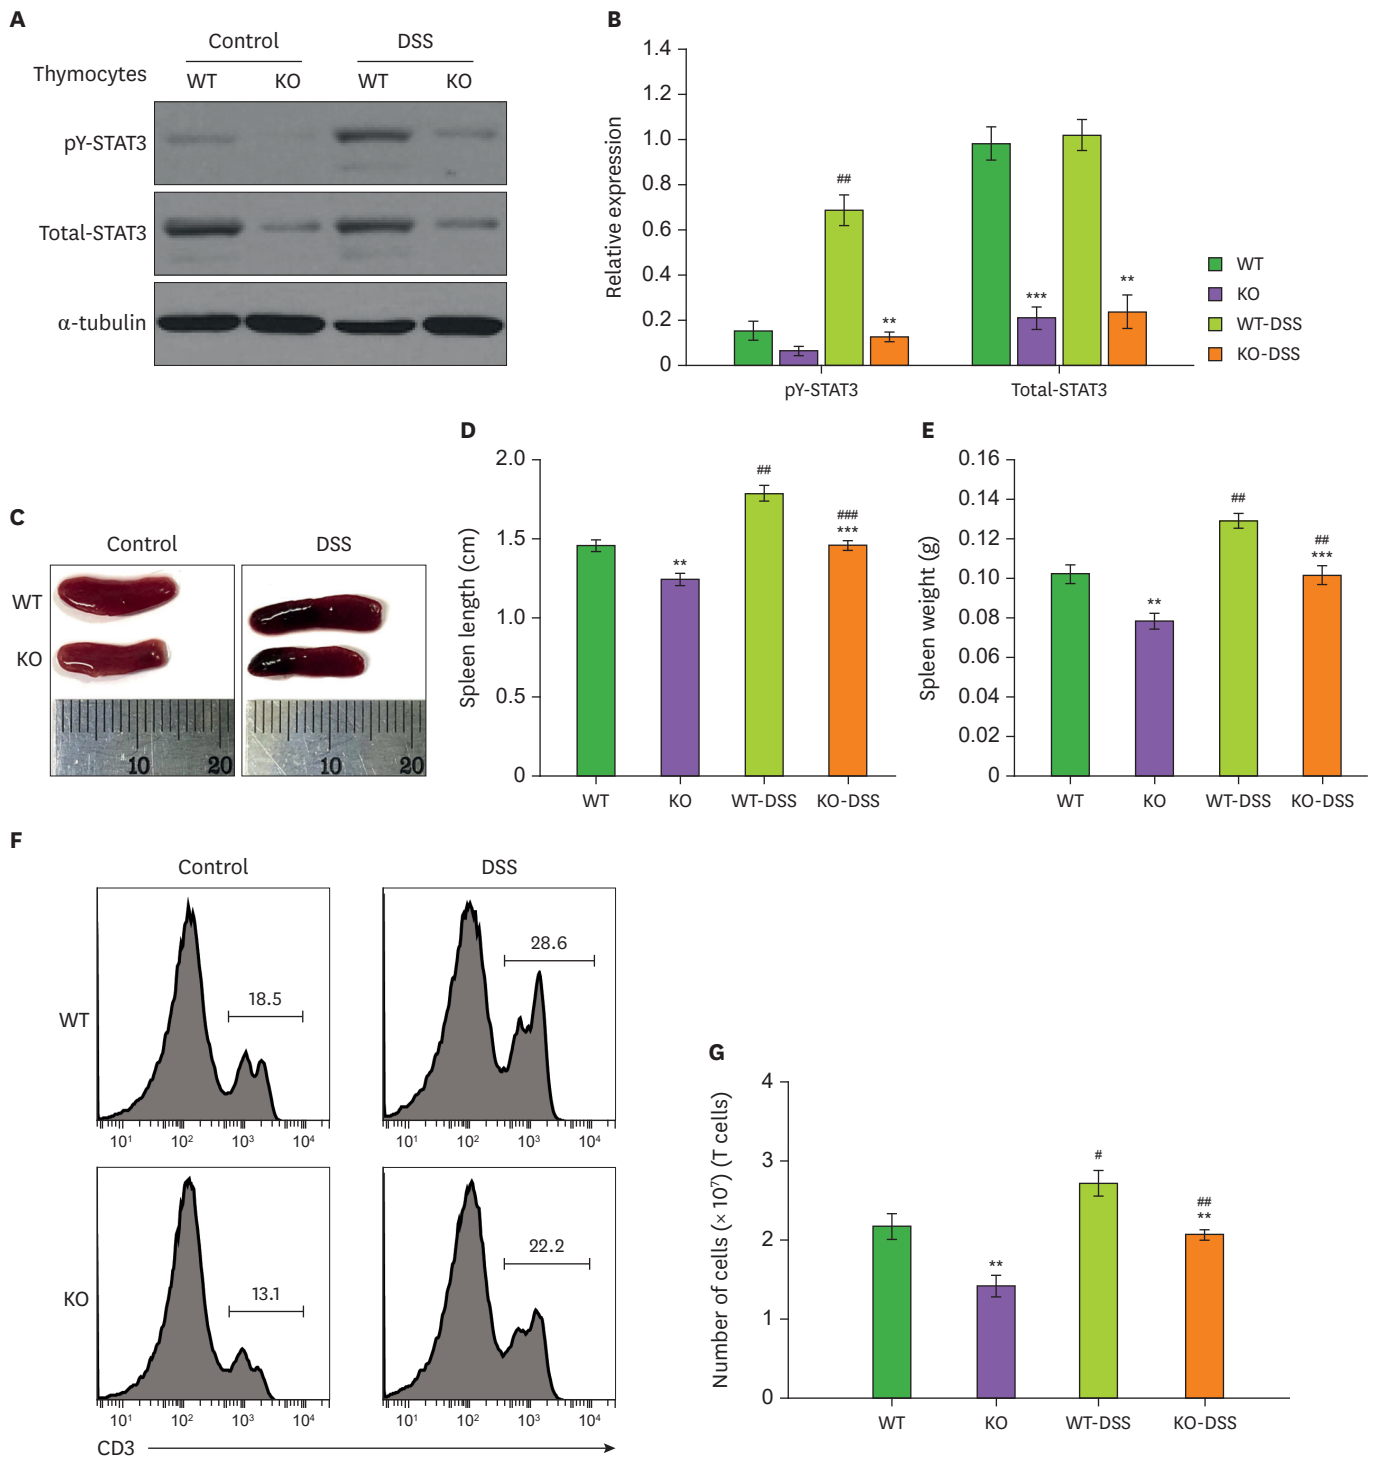 A
Control
DSS
Thymocytes
WT
KO
WT
KO
pY-STAT3
Total-STAT3
α-tubulin
B
Relative expression
1.4
1.2
1.0
0.8
0.6
0.4
0.2
0
##
**
***
**
pY-STAT3
Total-STAT3
WT
KO
WT-DSS
KO-DSS
C
Control
DSS
WT
KO
10
20
10
20
D
Spleen length (cm)
2.0
1.5
1.0
0.5
0
**
##
###
***
WT
KO
WT-DSS
KO-DSS
E
Spleen weight (g)
0.16
0.14
0.12
0.10
0.08
0.06
0.04
0.02
0
**
##
##
***
WT
KO
WT-DSS
KO-DSS
F
Control
DSS
WT
18.5
10¹ 10² 10³ 10⁴
28.6
10¹ 10² 10³ 10⁴
KO
13.1
10¹ 10² 10³ 10⁴
22.2
10¹ 10² 10³ 10⁴
CD3
G
Number of cells (× 10⁷) (T cells)
4
3
2
1
0
**
#
##
**
WT
KO
WT-DSS
KO-DSS